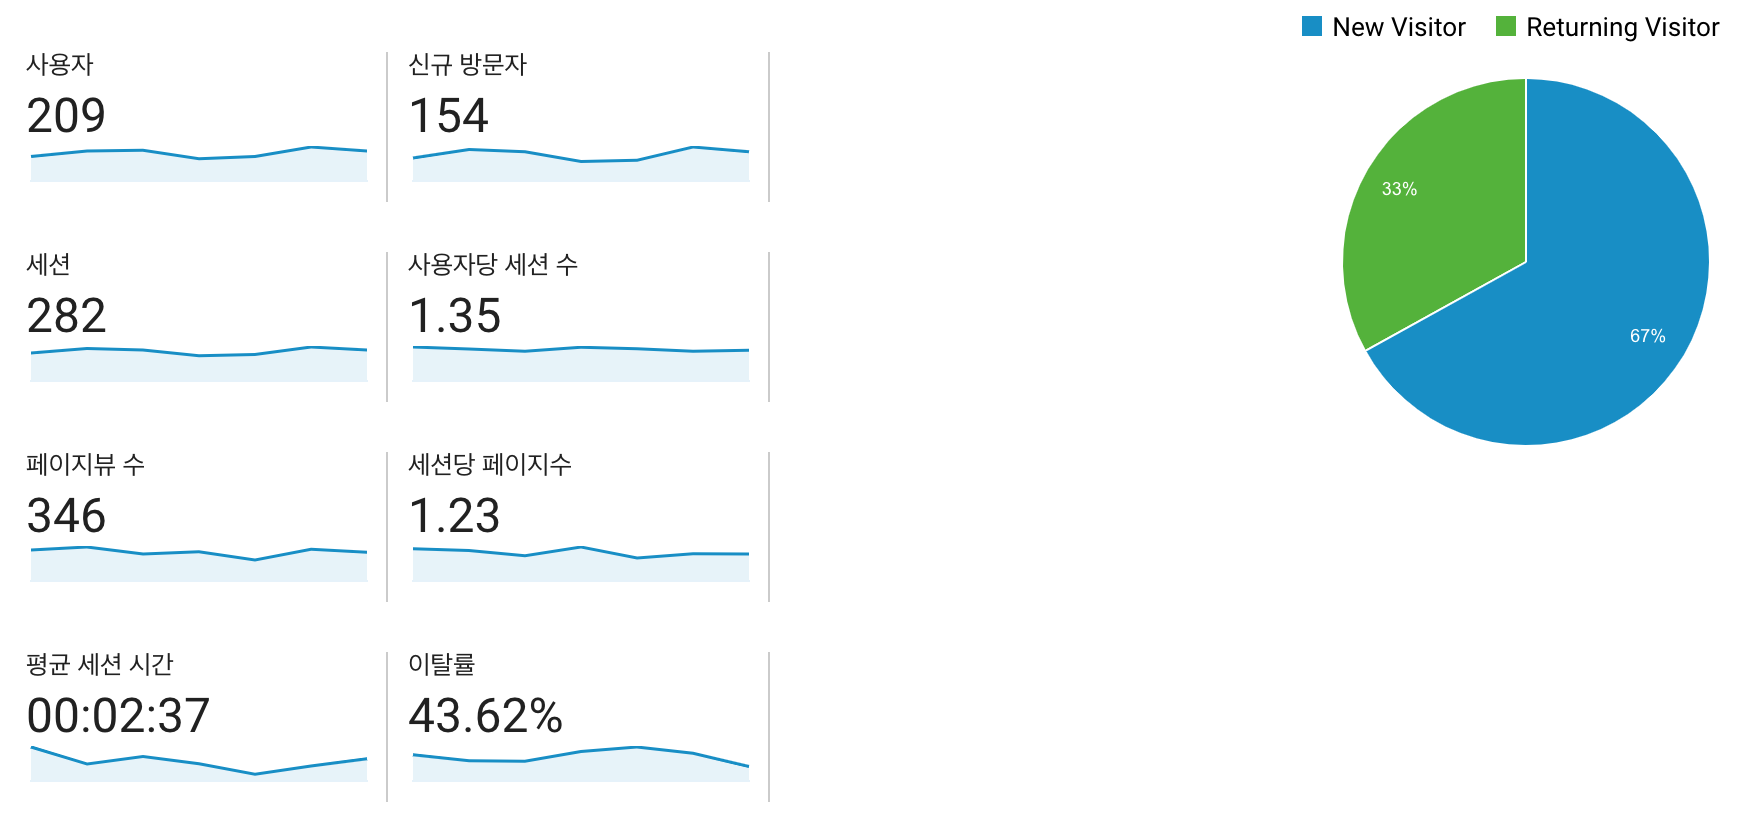 New Visitor Returning Visitor
사용자
209
신규 방문자
154
세션
282
사용자당 세션 수
1.35
페이지뷰 수
346
세션당 페이지수
1.23
평균 세션 시간
00:02:37
이탈률
43.62%
33%
67%